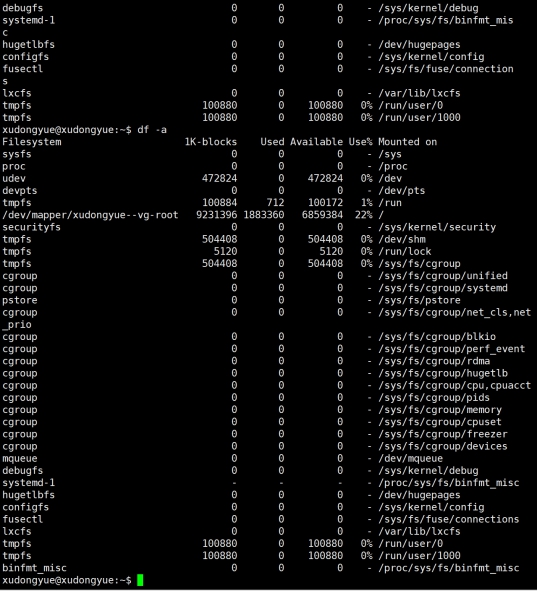 debugfs                              0       0         0    - /sys/kernel/debug
systemd-1                            0       0         0    - /proc/sys/fs/binfmt_mis
c
hugetlbfs                            0       0         0    - /dev/hugepages
configfs                             0       0         0    - /sys/kernel/config
fusectl                              0       0         0    - /sys/fs/fuse/connection
s
lxcfs                                0       0         0    - /var/lib/lxcfs
tmpfs                           100880       0    100880   0% /run/user/0
tmpfs                           100880       0    100880   0% /run/user/1000
xudongyue@xudongyue:~$ df -a
Filesystem                   1K-blocks    Used Available Use% Mounted on
sysfs                                0       0         0    - /sys
proc                                 0       0         0    - /proc
udev                            472824       0    472824   0% /dev
devpts                               0       0         0    - /dev/pts
tmpfs                           100884     712    100172   1% /run
/dev/mapper/xudongyue--vg-root  9231396 1883360   6859384  22% /
securityfs                           0       0         0    - /sys/kernel/security
tmpfs                           504408       0    504408   0% /dev/shm
tmpfs                             5120       0      5120   0% /run/lock
tmpfs                           504408       0    504408   0% /sys/fs/cgroup
cgroup                               0       0         0    - /sys/fs/cgroup/unified
cgroup                               0       0         0    - /sys/fs/cgroup/systemd
pstore                               0       0         0    - /sys/fs/pstore
cgroup                               0       0         0    - /sys/fs/cgroup/net_cls,net
_prio
cgroup                               0       0         0    - /sys/fs/cgroup/blkio
cgroup                               0       0         0    - /sys/fs/cgroup/perf_event
cgroup                               0       0         0    - /sys/fs/cgroup/rdma
cgroup                               0       0         0    - /sys/fs/cgroup/hugetlb
cgroup                               0       0         0    - /sys/fs/cgroup/cpu,cpuacct
cgroup                               0       0         0    - /sys/fs/cgroup/pids
cgroup                               0       0         0    - /sys/fs/cgroup/memory
cgroup                               0       0         0    - /sys/fs/cgroup/cpuset
cgroup                               0       0         0    - /sys/fs/cgroup/freezer
cgroup                               0       0         0    - /sys/fs/cgroup/devices
mqueue                               0       0         0    - /dev/mqueue
debugfs                              0       0         0    - /sys/kernel/debug
systemd-1                            -       -         -    - /proc/sys/fs/binfmt_misc
hugetlbfs                            0       0         0    - /dev/hugepages
configfs                             0       0         0    - /sys/kernel/config
fusectl                              0       0         0    - /sys/fs/fuse/connections
lxcfs                                0       0         0    - /var/lib/lxcfs
tmpfs                           100880       0    100880   0% /run/user/0
tmpfs                           100880       0    100880   0% /run/user/1000
binfmt_misc                          0       0         0    - /proc/sys/fs/binfmt_misc
xudongyue@xudongyue:~$